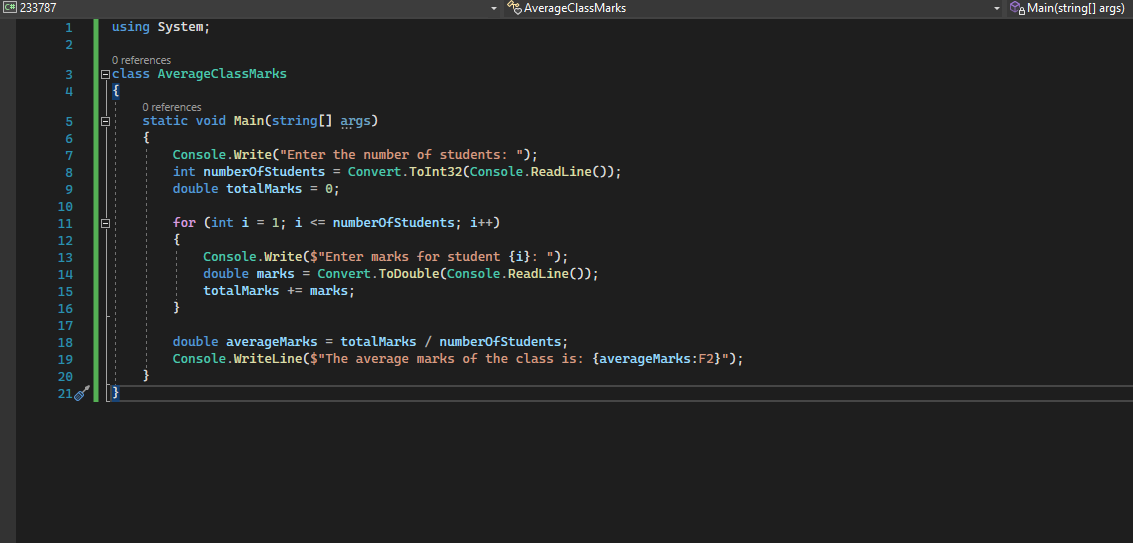 C# 233787 AverageClassMarks Main(string[] args)
1 using System;
2
0 references
3 class AverageClassMarks
4 {
0 references
5 static void Main(string[] args)
6 {
7 Console.Write("Enter the number of students: ");
8 int numberOfStudents = Convert.ToInt32(Console.ReadLine());
9 double totalMarks = 0;
10
11 for (int i = 1; i <= numberOfStudents; i++)
12 {
13 Console.Write($"Enter marks for student {i}: ");
14 double marks = Convert.ToDouble(Console.ReadLine());
15 totalMarks += marks;
16 }
17
18 double averageMarks = totalMarks / numberOfStudents;
19 Console.WriteLine($"The average marks of the class is: {averageMarks:F2}");
20 }
21 }